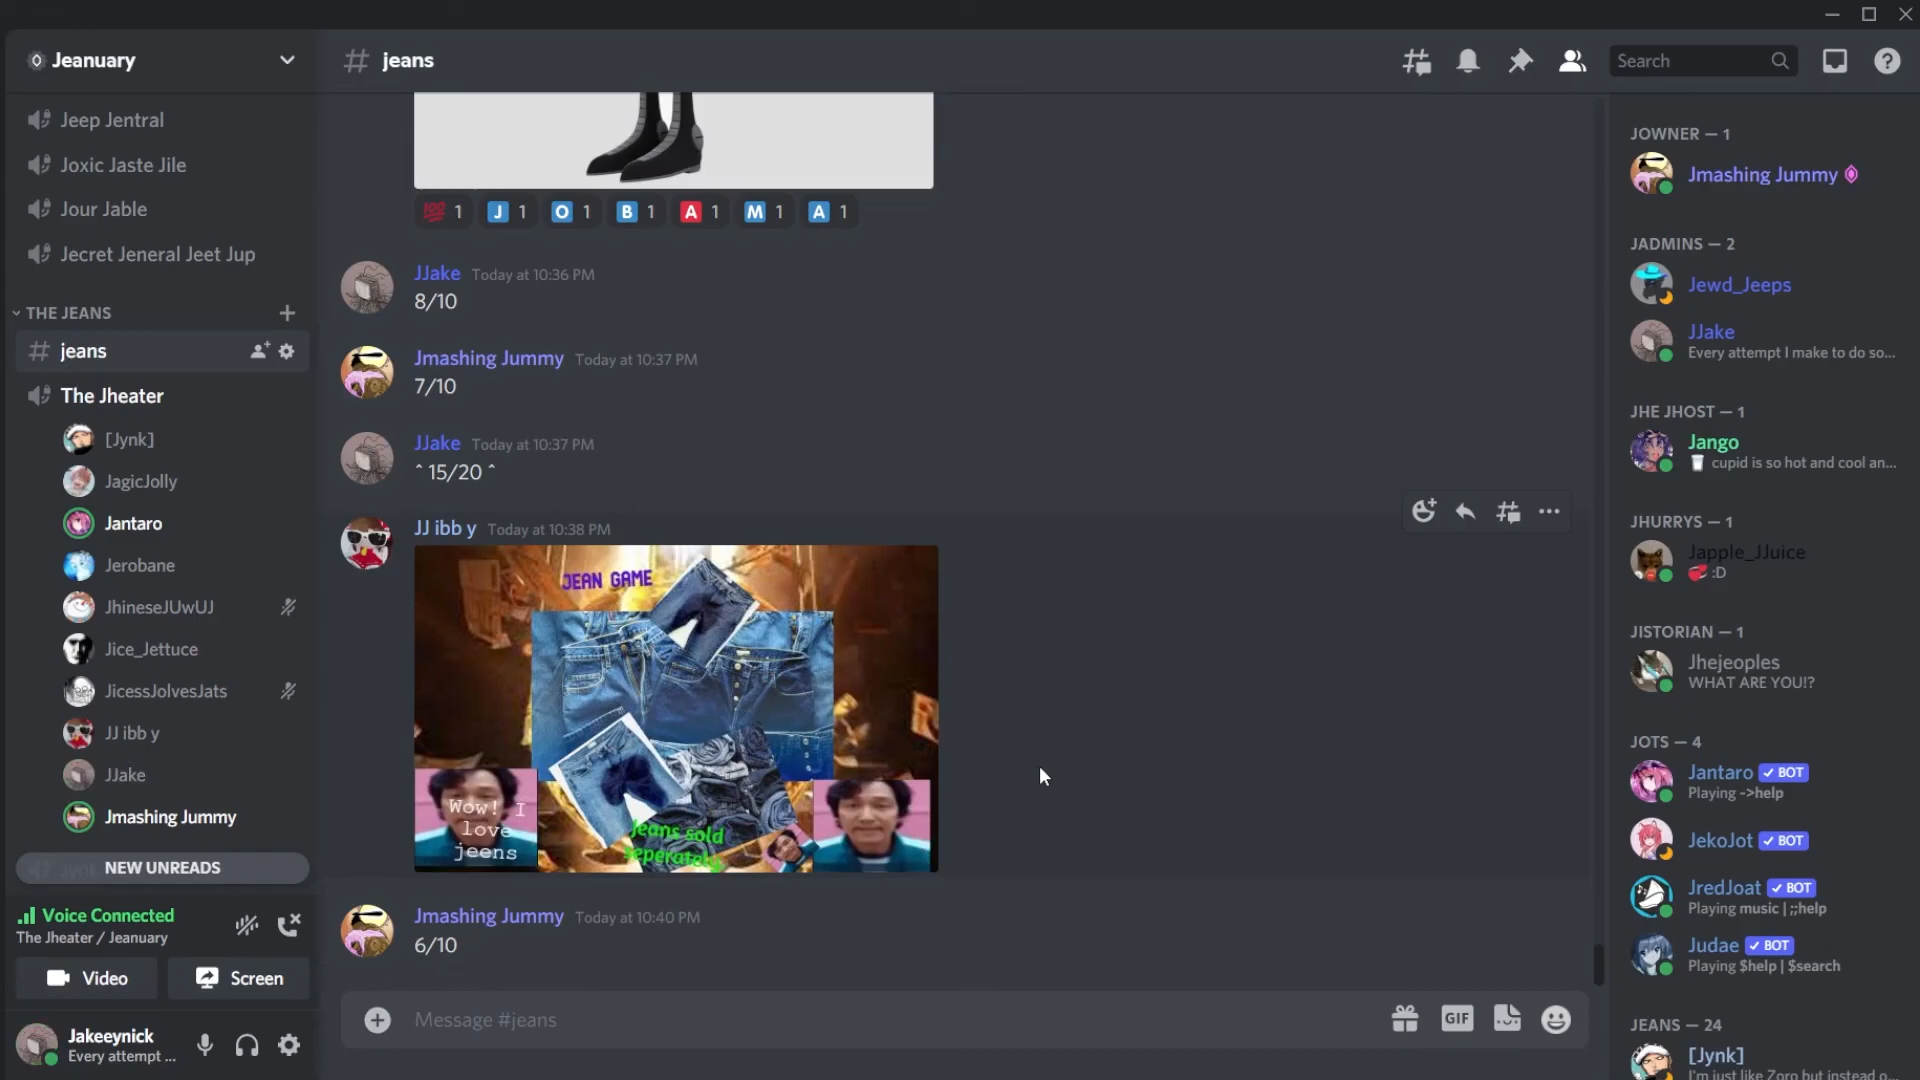 Jeanuary
Jeep Jentral
Joxic Jaste Jile
Jour Jable
Jecret Jeneral Jeet Jup
THE JEANS
jeans
The Jheater
[Jynk]
JagicJolly
Jantaro
Jerobane
JhineseJUwUJ
Jice_Jettuce
JicessJolvesJats
JJ ibb y
JJake
Jmashing Jummy
NEW UNREADS
Voice Connected
The Jheater / Jeanuary
Video
Screen
Jakeeynick
Every attempt ...
jeans
Search
100 1 J 1 O 1 B 1 A 1 M 1 A 1
JJake Today at 10:36 PM
8/10
Jmashing Jummy Today at 10:37 PM
7/10
JJake Today at 10:37 PM
^ 15/20 ^
JJ ibb y Today at 10:38 PM
JEAN GAME
Wow! I
love
jeens
jeans sold
seperately
Jmashing Jummy Today at 10:40 PM
6/10
Message #jeans
GIF
JOWNER — 1
Jmashing Jummy
JADMINS — 2
Jewd_Jeeps
JJake
Every attempt I make to do so...
JHE JHOST — 1
Jango
cupid is so hot and cool an...
JHURRYS — 1
Japple_JJuice
:D
JISTORIAN — 1
Jhejeoples
WHAT ARE YOU!?
JOTS — 4
Jantaro BOT
Playing ->help
JekoJot BOT
JredJoat BOT
Playing music | ;;help
Judae BOT
Playing $help | $search
JEANS — 24
[Jynk]
I'm just like Zoro but instead o...